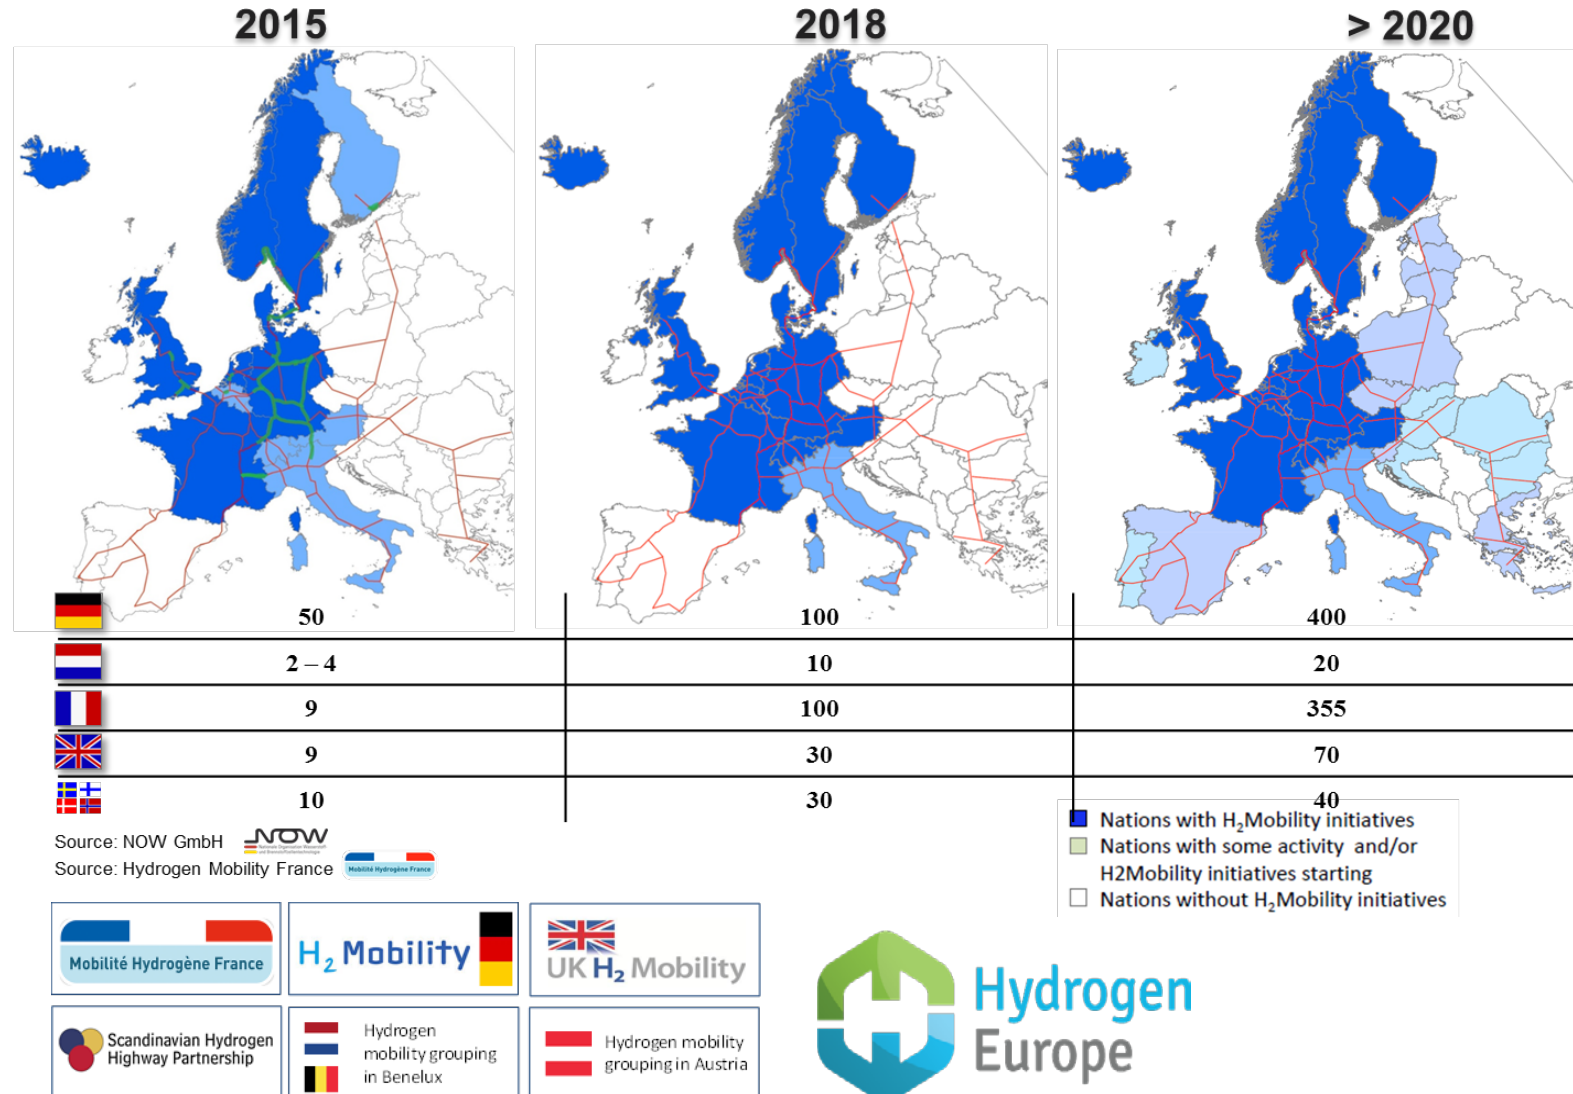 2015
2018
> 2020
50
100
400
2 – 4
10
20
9
100
355
9
30
70
10
30
40
Source: NOW GmbH
NOW
Source: Hydrogen Mobility France
Mobilité Hydrogène France
Nations with H₂Mobility initiatives
Nations with some activity and/or
H2Mobility initiatives starting
Nations without H₂Mobility initiatives
Mobilité Hydrogène France
H₂ Mobility
UK H₂ Mobility
Scandinavian Hydrogen
Highway Partnership
Hydrogen
mobility grouping
in Benelux
Hydrogen mobility
grouping in Austria
Hydrogen
Europe